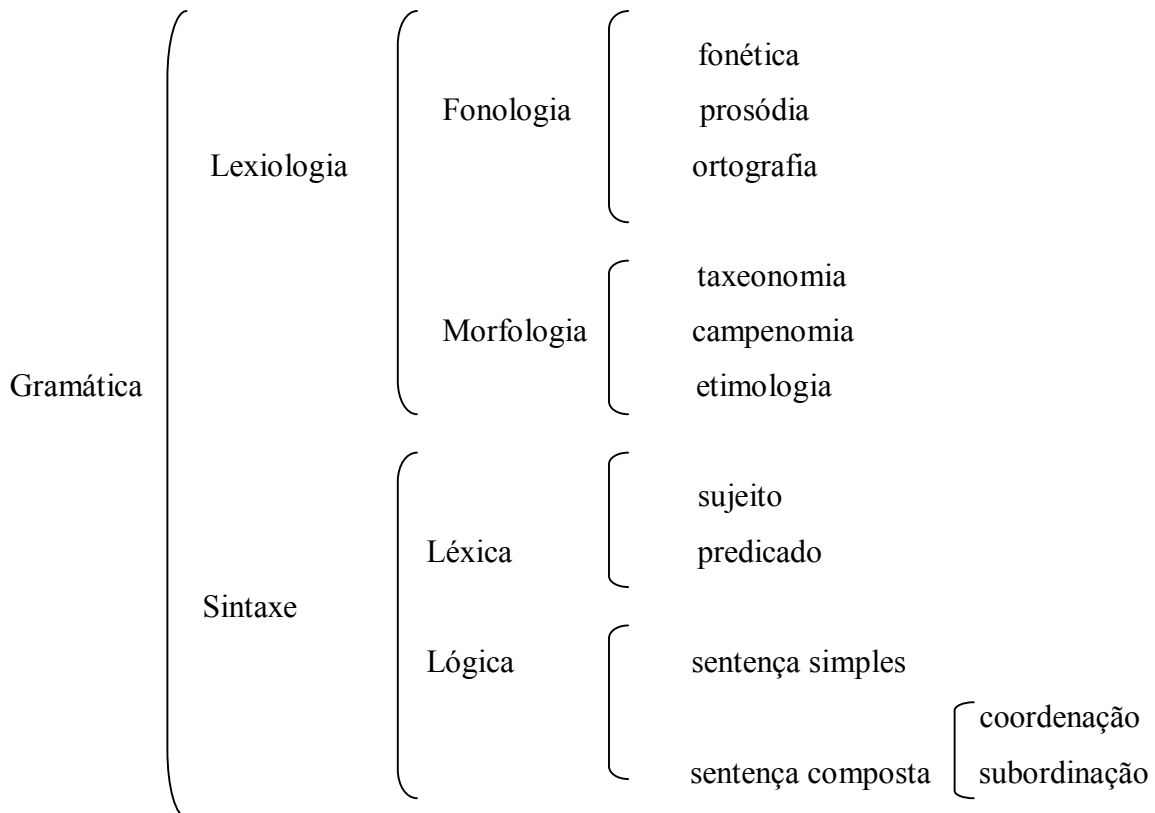 fonética
Fonologia prosódia
Lexiologia ortografia
taxeonomia
Morfologia campenomia
Gramática etimologia
sujeito
Léxica predicado
Sintaxe
Lógica sentença simples
coordenação
sentença composta subordinação